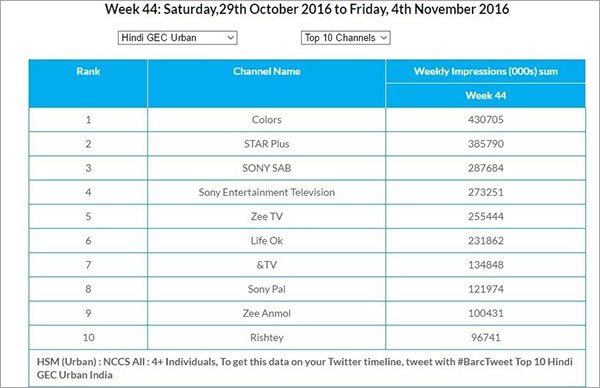 Week 44: Saturday,29th October 2016 to Friday, 4th November 2016
Hindi GEC Urban Top 10 Channels
Rank Channel Name Weekly Impressions (000s) sum
Week 44
1 Colors 430705
2 STAR Plus 385790
3 SONY SAB 287684
4 Sony Entertainment Television 273251
5 Zee TV 255444
6 Life Ok 231862
7 &TV 134848
8 Sony Pal 121974
9 Zee Anmol 100431
10 Rishtey 96741
HSM (Urban) : NCCS All : 4+ Individuals, To get this data on your Twitter timeline, tweet with #BarcTweet Top 10 Hindi
GEC Urban India